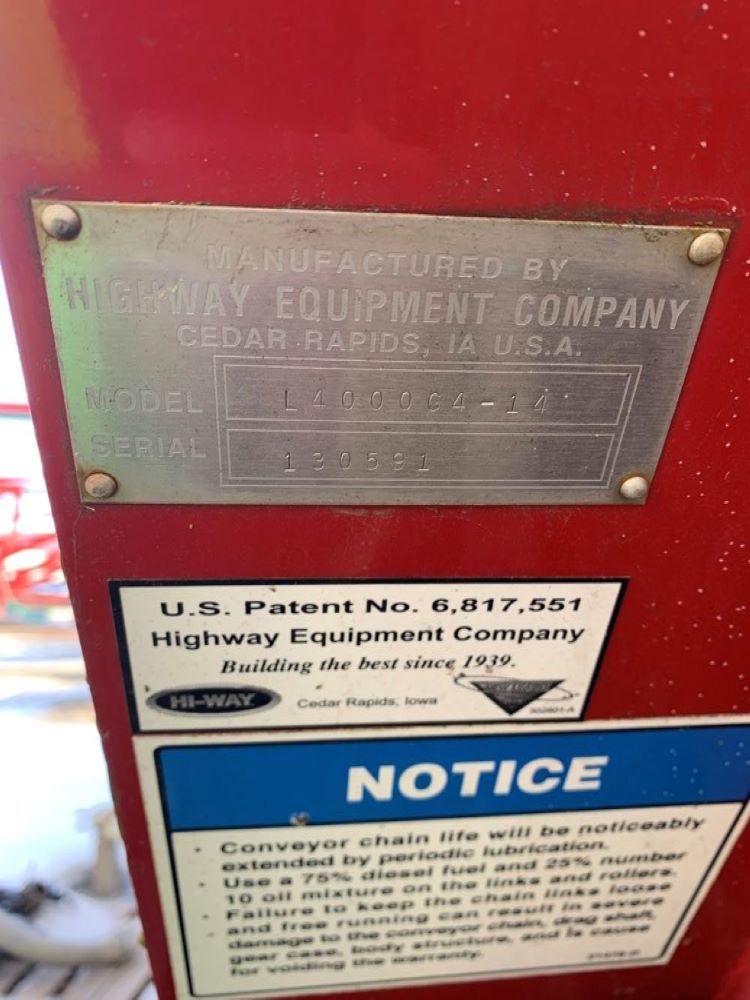 MANUFACTURED BY
HIGHWAY EQUIPMENT COMPANY
CEDAR RAPIDS, IA U.S.A.
MODEL L4000G4-14
SERIAL 130591
U.S. Patent No. 6,817,551
Highway Equipment Company
Building the best since 1939.
HI-WAY Cedar Rapids, Iowa
NOTICE
• Conveyor chain life will be noticeably
extended by periodic lubrication.
• Use a 75% diesel fuel and 25% number
10 oil mixture on the links and rollers.
• Failure to keep the chain links loose
and free running can result in severe
damage to the conveyor chain, drag shaft,
gear case, body structure, and is cause
for voiding the warranty.